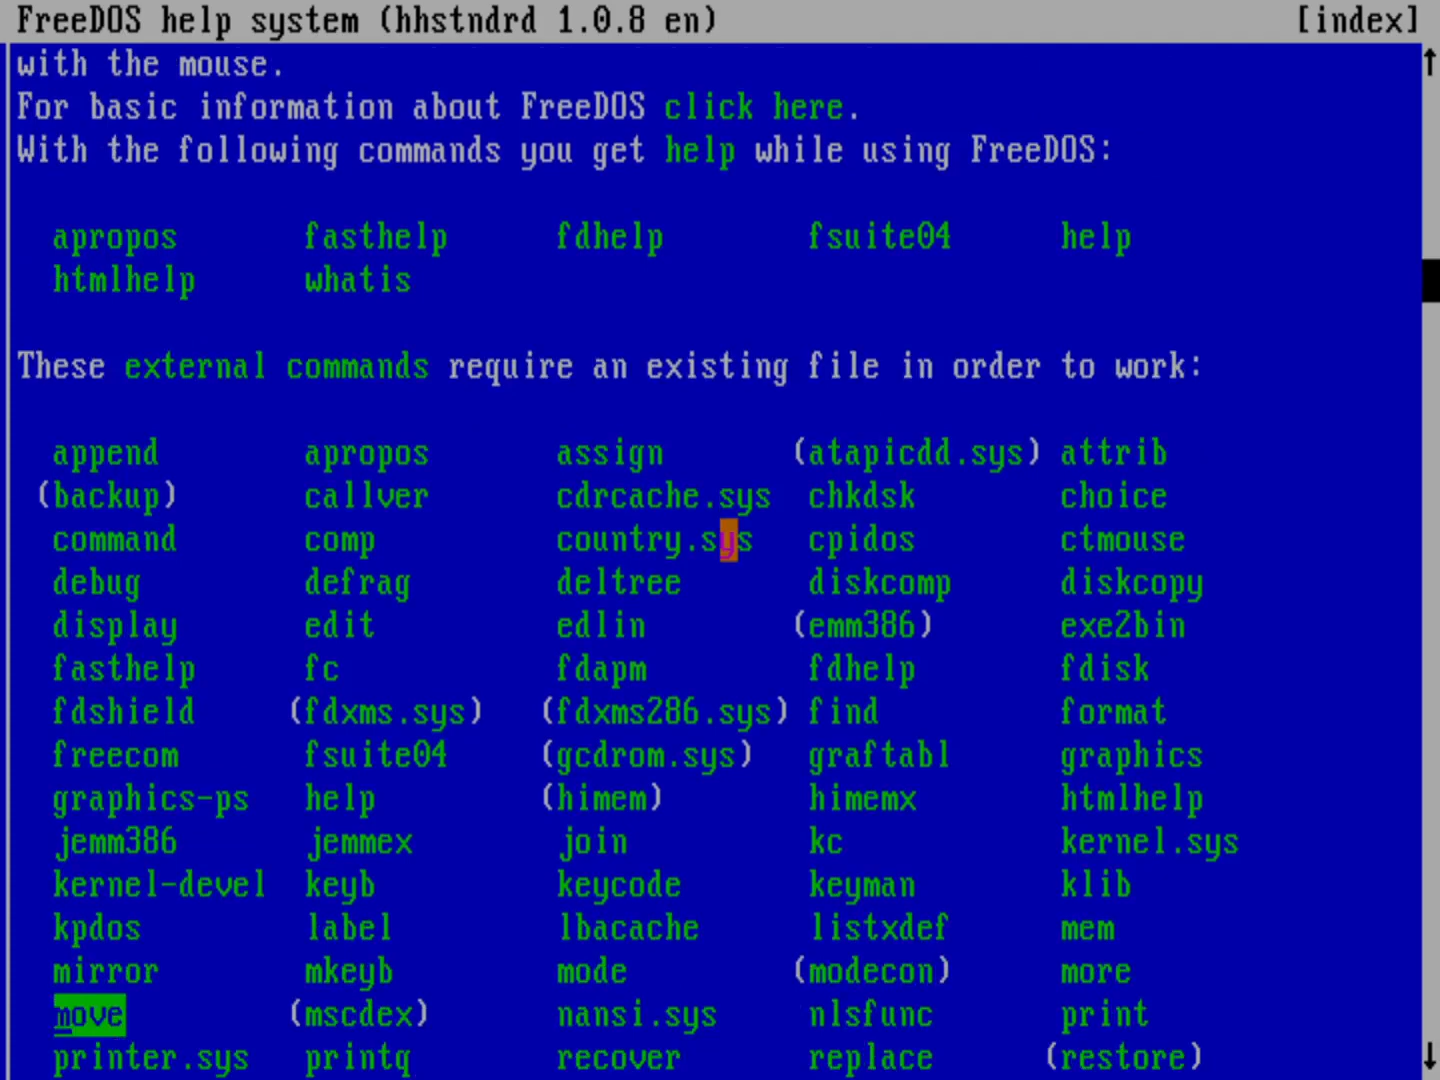 FreeDOS help system (hhstndrd 1.0.8 en) [index]
with the mouse.
For basic information about FreeDOS click here.
With the following commands you get help while using FreeDOS:
apropos fasthelp fdhelp fsuite04 help
htmlhelp whatis
These external commands require an existing file in order to work:
append apropos assign (atapicdd.sys) attrib
(backup) callver cdrcache.sys chkdsk choice
command comp country.sys cpidos ctmouse
debug defrag deltree diskcomp diskcopy
display edit edlin (emm386) exe2bin
fasthelp fc fdapm fdhelp fdisk
fdshield (fdxms.sys) (fdxms286.sys) find format
freecom fsuite04 (gcdrom.sys) graftabl graphics
graphics-ps help (himem) himemx htmlhelp
jemm386 jemmex join kc kernel.sys
kernel-devel keyb keycode keyman klib
kpdos label lbacache listxdef mem
mirror mkeyb mode (modecon) more
move (mscdex) nansi.sys nlsfunc print
printer.sys printq recover replace (restore)